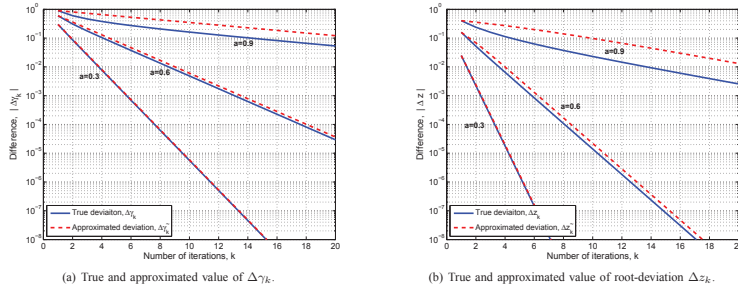 10^0
10^-1
10^-2
10^-3
10^-4
10^-5
10^-6
10^-7
10^-8
Difference, | Δγ_k |
a=0.9
a=0.6
a=0.3
True deviaiton, Δγ_k
Approximated deviation, Δγ̃_k
0 2 4 6 8 10 12 14 16 18 20
Number of iterations, k
(a) True and approximated value of Δγ_k.
10^0
10^-1
10^-2
10^-3
10^-4
10^-5
10^-6
10^-7
10^-8
Difference, | Δ z |
a=0.9
a=0.6
a=0.3
True deviation, Δz_k
Approximated deviation, Δz̃_k
0 2 4 6 8 10 12 14 16 18 20
Number of iterations, k
(b) True and approximated value of root-deviation Δz_k.